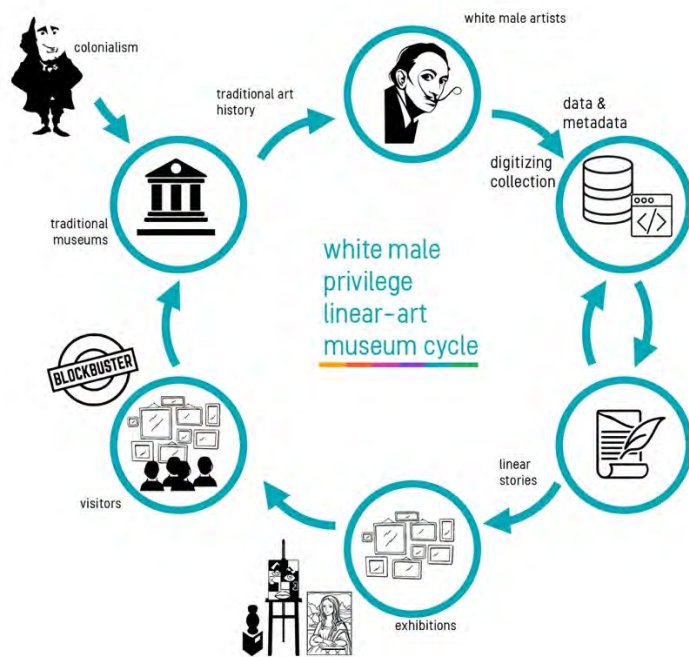 white male artists
colonialism
traditional art
history
data &
metadata
digitizing
collection
traditional
museums
white male
privilege
linear-art
museum cycle
BLOCKBUSTER
</>
linear
stories
visitors
exhibitions